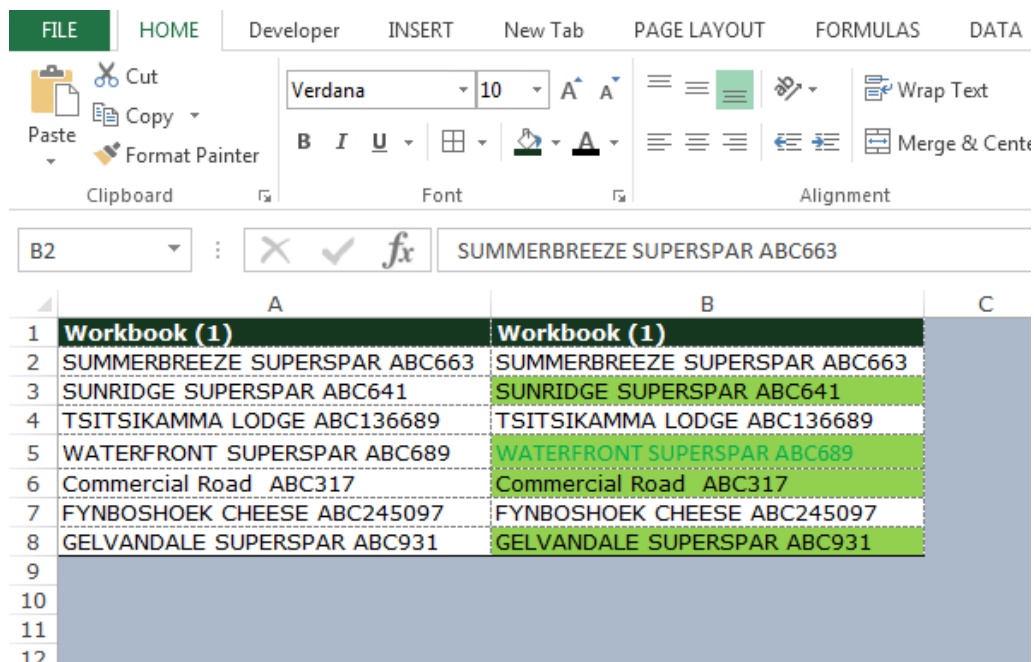 FILE HOME Developer INSERT New Tab PAGE LAYOUT FORMULAS DATA
Cut
Copy
Format Painter
Paste
Verdana 10 A A Wrap Text
B I U A Merge & Cente
Clipboard Font Alignment
B2 fx SUMMERBREEZE SUPERSPAR ABC663
A B C
1 Workbook (1) Workbook (1)
2 SUMMERBREEZE SUPERSPAR ABC663 SUMMERBREEZE SUPERSPAR ABC663
3 SUNRIDGE SUPERSPAR ABC641 SUNRIDGE SUPERSPAR ABC641
4 TSITSIKAMMA LODGE ABC136689 TSITSIKAMMA LODGE ABC136689
5 WATERFRONT SUPERSPAR ABC689 WATERFRONT SUPERSPAR ABC689
6 Commercial Road  ABC317 Commercial Road  ABC317
7 FYNBOSHOEK CHEESE ABC245097 FYNBOSHOEK CHEESE ABC245097
8 GELVANDALE SUPERSPAR ABC931 GELVANDALE SUPERSPAR ABC931
9
10
11
12